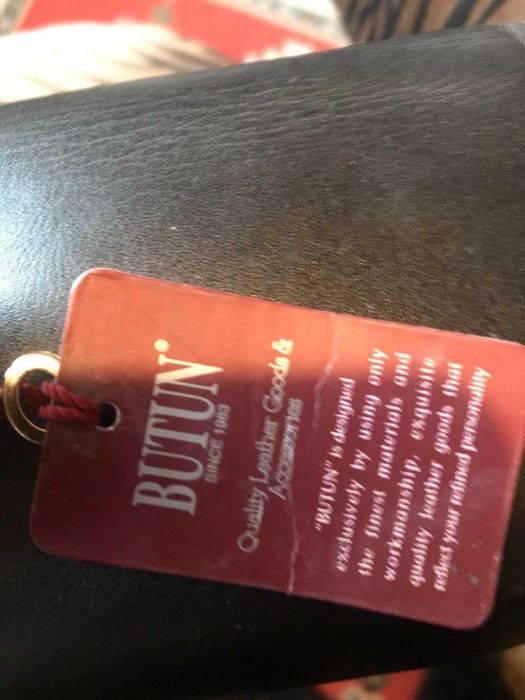 BUTUN®
SINCE 1983
Quality Leather Goods &
Accessories
"BUTUN" is designed
exclusively by using only
the finest materials and
workmanship, exquisite
quality leather goods that
reflect your refined personality